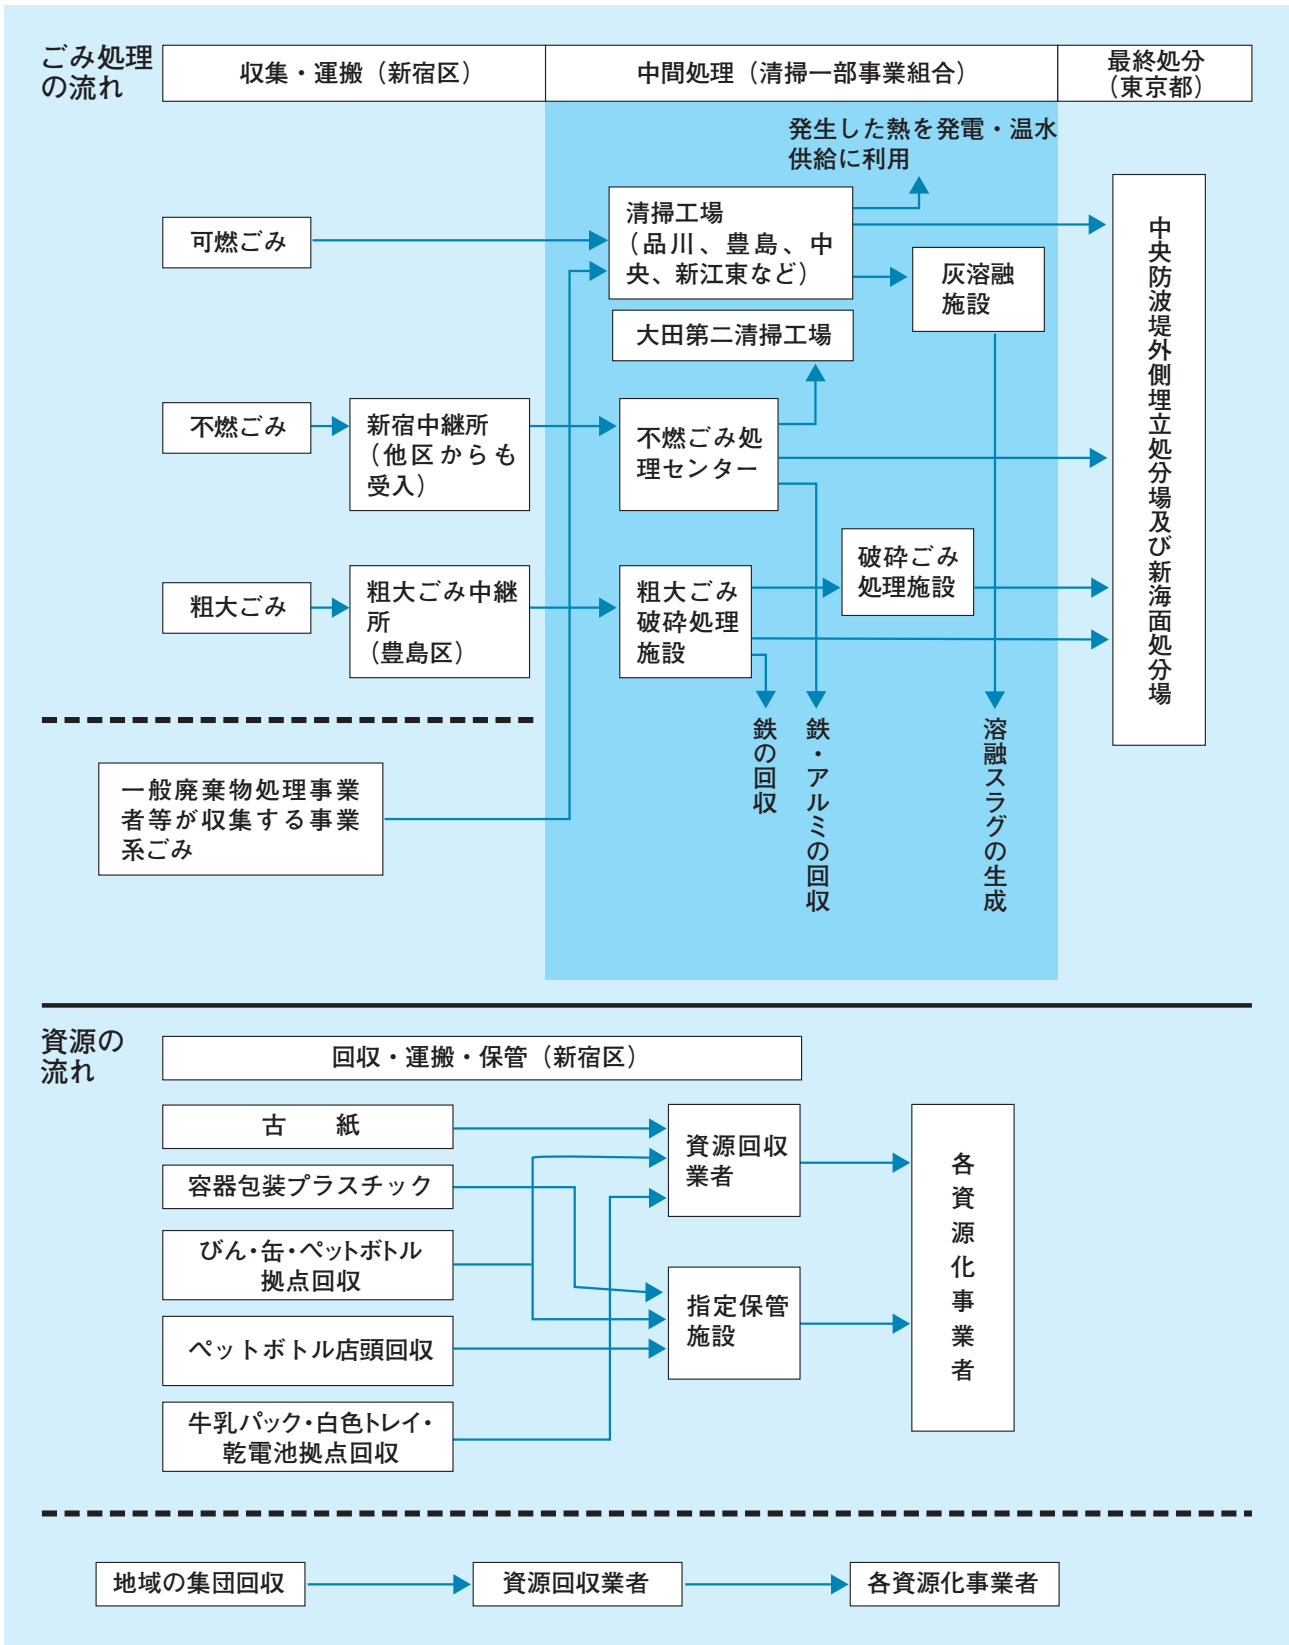 ごみ処理
の流れ
収集・運搬（新宿区）
中間処理（清掃一部事業組合）
最終処分
（東京都）
発生した熱を発電・温水
供給に利用
可燃ごみ
清掃工場
（品川、豊島、中
央、新江東など）
灰溶融
施設
大田第二清掃工場
不燃ごみ
新宿中継所
（他区からも
受入）
不燃ごみ処
理センター
粗大ごみ
粗大ごみ中継
所
（豊島区）
粗大ごみ
破砕処理
施設
破砕ごみ
処理施設
中央防波堤外側埋立処分場及び新海面処分場
鉄の回収
鉄・アルミの回収
溶融スラグの生成
一般廃棄物処理事業
者等が収集する事業
系ごみ
資源の
流れ
回収・運搬・保管（新宿区）
古　　紙
容器包装プラスチック
びん・缶・ペットボトル
拠点回収
ペットボトル店頭回収
牛乳パック・白色トレイ・
乾電池拠点回収
資源回収
業者
指定保管
施設
各資源化事業者
地域の集団回収
資源回収業者
各資源化事業者